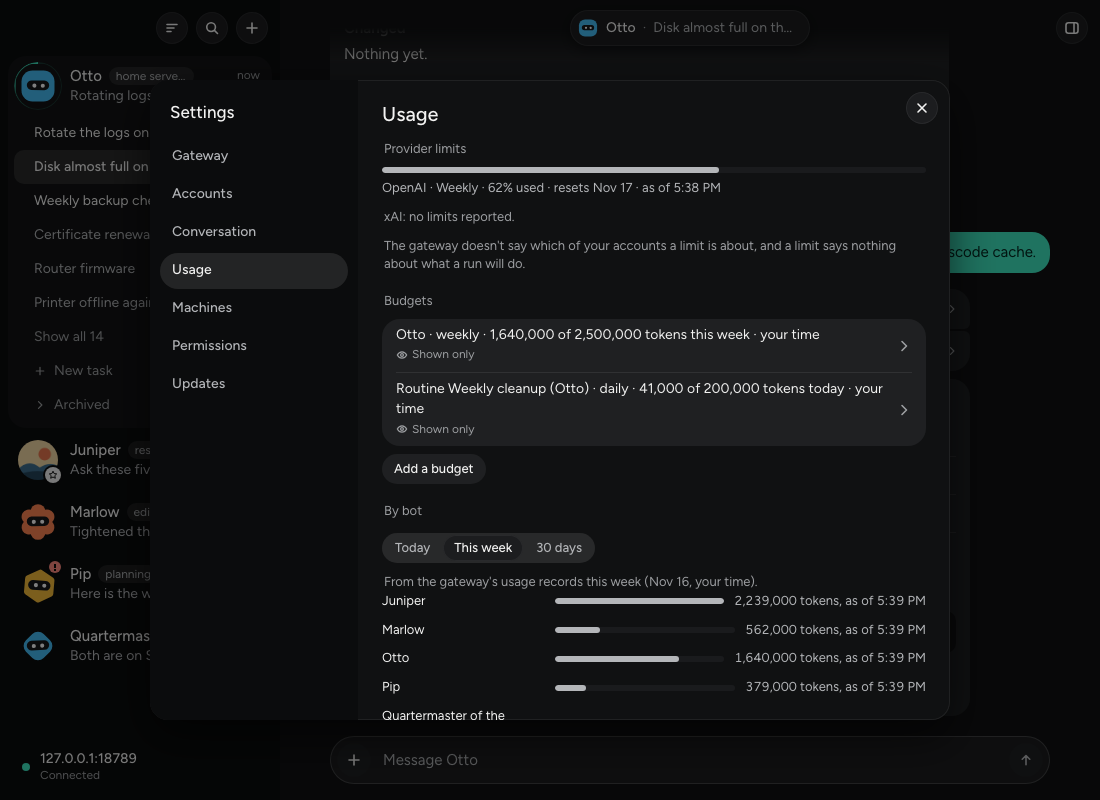 Otto · Disk almost full on th...
Nothing yet.
Otto home serve... now
Rotating logs
Rotate the logs on
Disk almost full on
Weekly backup che
Certificate renewa
Router firmware
Printer offline again
Show all 14
New task
Archived
Juniper res
Ask these five
Marlow edi
Tightened th
Pip planning
Here is the w
Quartermas
Both are on S
127.0.0.1:18789
Connected
Settings
Gateway
Accounts
Conversation
Usage
Machines
Permissions
Updates
Usage
Provider limits
OpenAI · Weekly · 62% used · resets Nov 17 · as of 5:38 PM
xAI: no limits reported.
The gateway doesn't say which of your accounts a limit is about, and a limit says nothing
about what a run will do.
Budgets
Otto · weekly · 1,640,000 of 2,500,000 tokens this week · your time
Shown only
Routine Weekly cleanup (Otto) · daily · 41,000 of 200,000 tokens today · your
time
Shown only
Add a budget
By bot
Today This week 30 days
From the gateway's usage records this week (Nov 16, your time).
Juniper 2,239,000 tokens, as of 5:39 PM
Marlow 562,000 tokens, as of 5:39 PM
Otto 1,640,000 tokens, as of 5:39 PM
Pip 379,000 tokens, as of 5:39 PM
Quartermaster of the
scode cache.
Message Otto